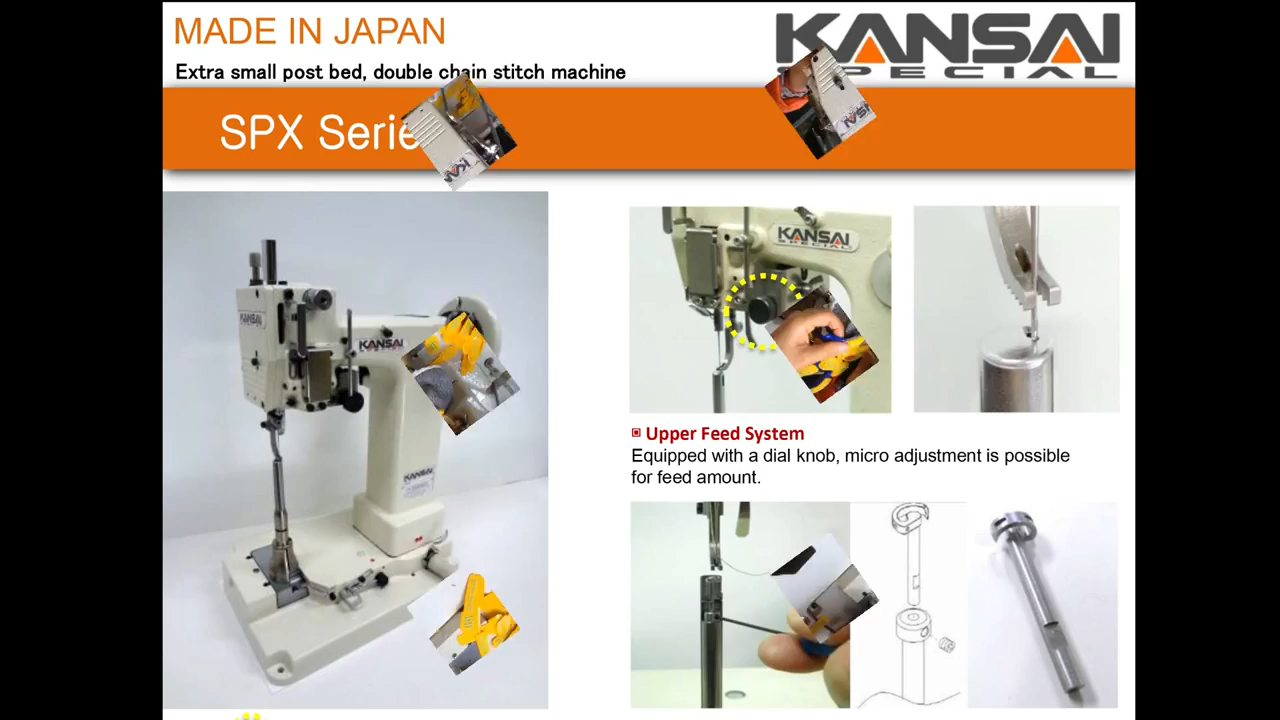 MADE IN JAPAN
KANSAI
SPECIAL
Extra small post bed, double chain stitch machine
SPX Serie
KANSAI
SPECIAL
KANSAI
KANSAI
KANSAI
Upper Feed System
Equipped with a dial knob, micro adjustment is possible
for feed amount.